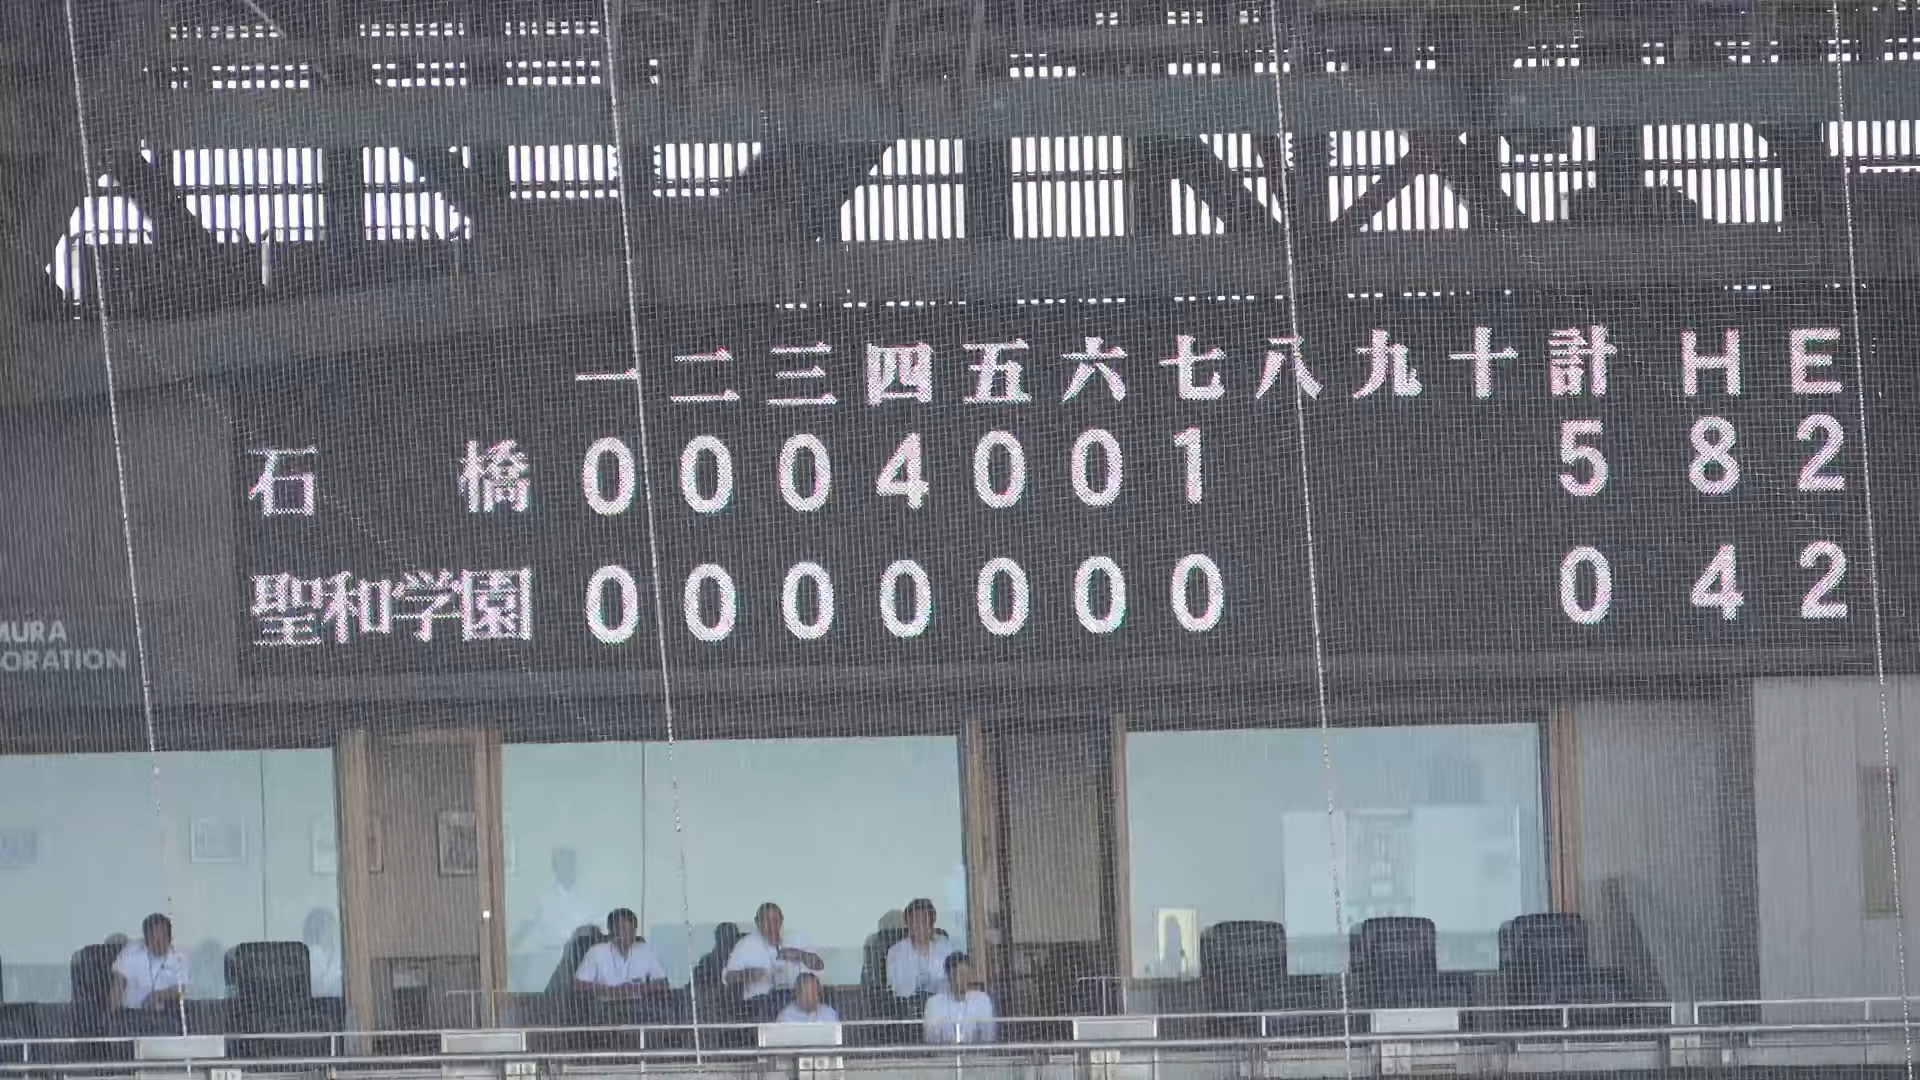 一 二 三 四 五 六 七 八 九 十 計 H E
石橋 0 0 0 4 0 0 1 5 8 2
聖和学園 0 0 0 0 0 0 0 0 4 2
MURA
ORATION